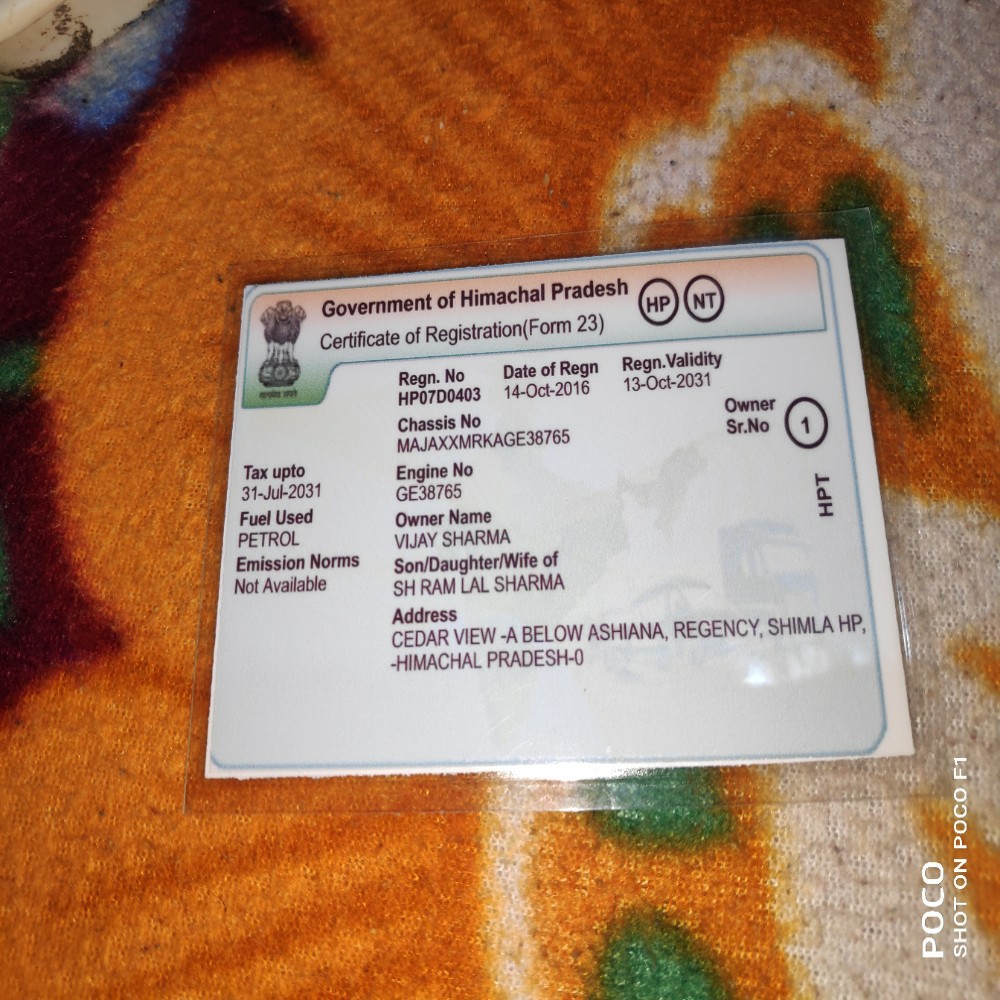 Government of Himachal Pradesh
HP NT
Certificate of Registration(Form 23)
सत्यमेव जयते
Regn. No
HP07D0403
Date of Regn
14-Oct-2016
Regn.Validity
13-Oct-2031
Chassis No
MAJAXXMRKAGE38765
Owner
Sr.No
1
HPT
Tax upto
31-Jul-2031
Engine No
GE38765
Fuel Used
PETROL
Owner Name
VIJAY SHARMA
Emission Norms
Not Available
Son/Daughter/Wife of
SH RAM LAL SHARMA
Address
CEDAR VIEW -A BELOW ASHIANA, REGENCY, SHIMLA HP,
-HIMACHAL PRADESH-0
POCO
SHOT ON POCO F1